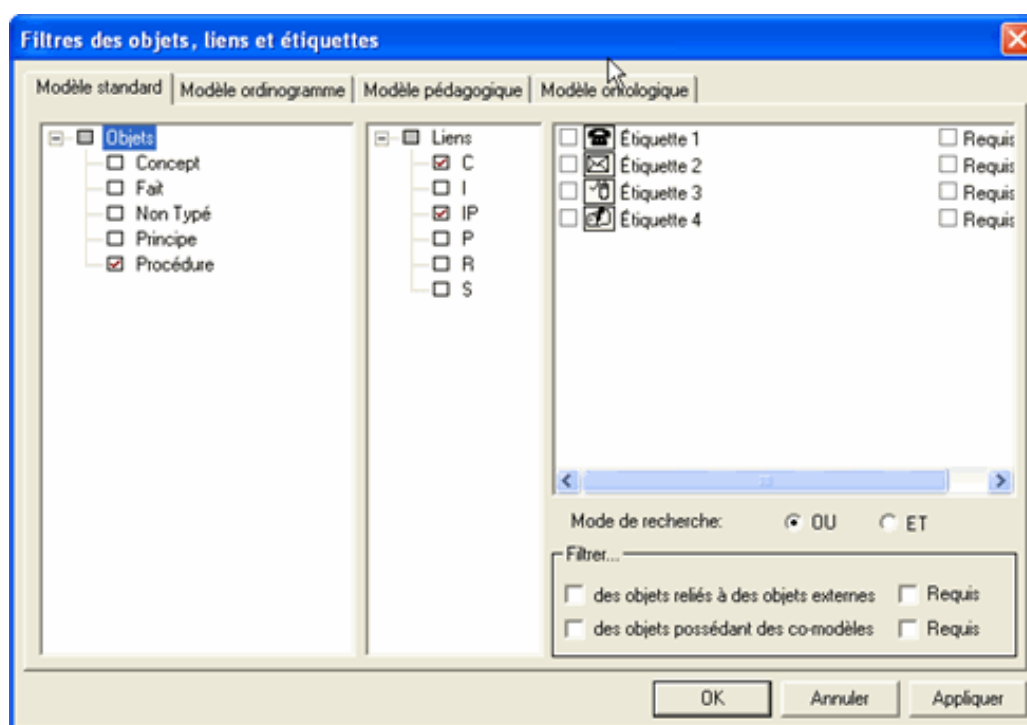 Filtres des objets, liens et étiquettes
Modèle standard
Modèle ordinogramme
Modèle pédagogique
Modèle ontologique
Objets
Concept
Fait
Non Typé
Principe
Procédure
Liens
C
I
IP
P
R
S
Étiquette 1 Requis
Étiquette 2 Requis
Étiquette 3 Requis
Étiquette 4 Requis
Mode de recherche: OU ET
Filtrer...
des objets reliés à des objets externes Requis
des objets possédant des co-modèles Requis
OK Annuler Appliquer